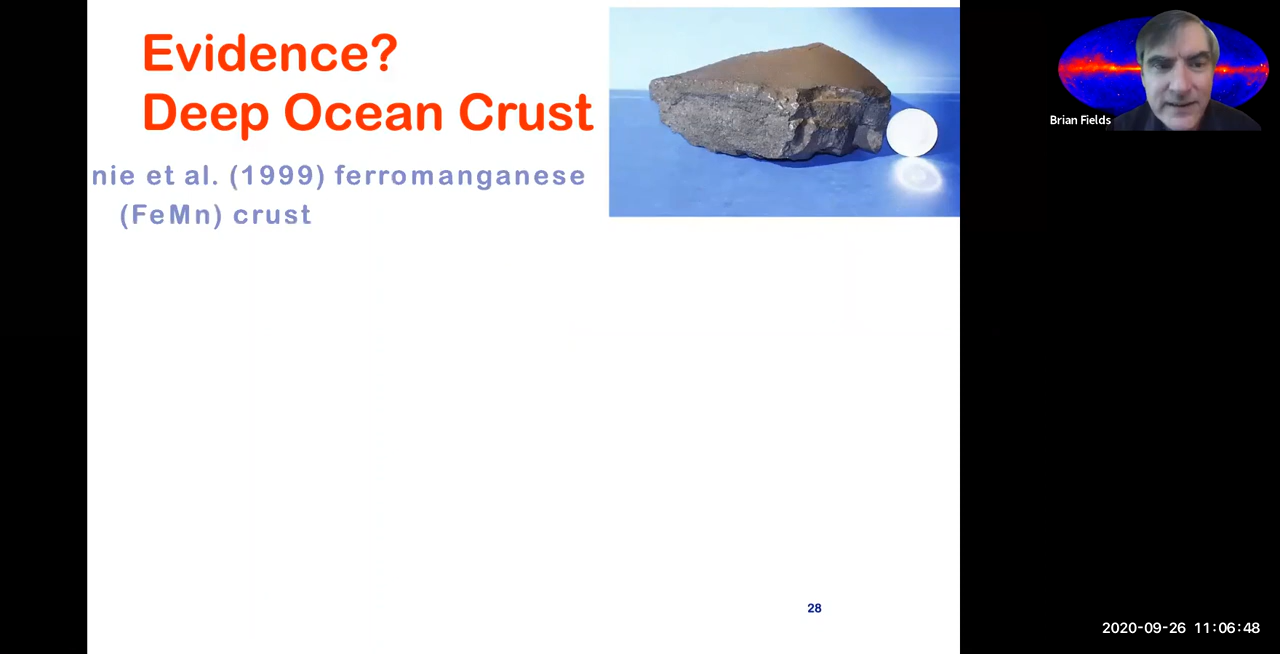 Evidence?
Deep Ocean Crust
nie et al. (1999) ferromanganese
(FeMn) crust
28
Brian Fields
2020-09-26 11:06:48